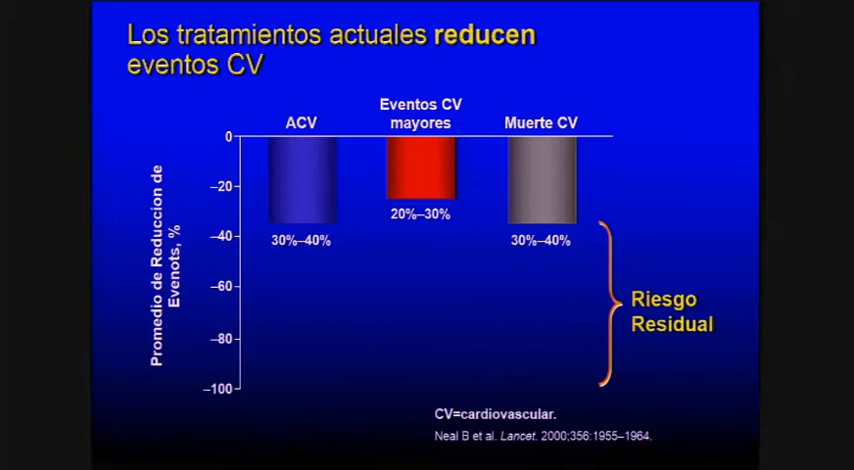 Los tratamientos actuales reducen
eventos CV
ACV
Eventos CV
mayores
Muerte CV
0
–20
–40
–60
–80
–100
Promedio de Reduccion de
Evenots, %
30%–40%
20%–30%
30%–40%
Riesgo
Residual
CV=cardiovascular.
Neal B et al. Lancet. 2000;356:1955–1964.